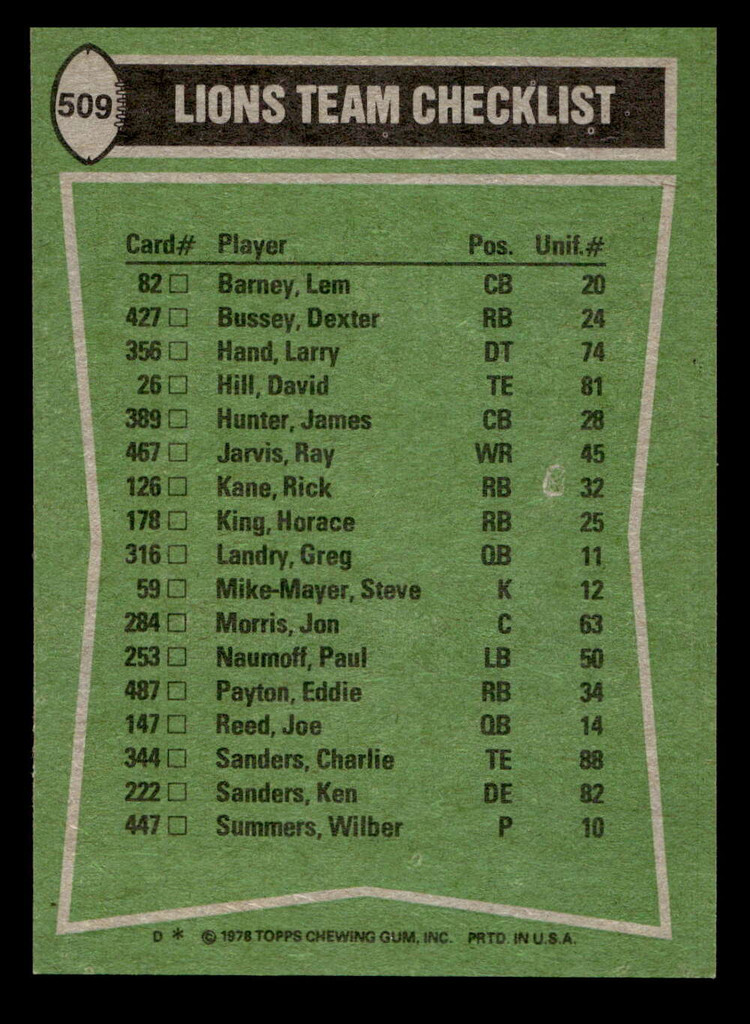 509
LIONS TEAM CHECKLIST
Card# Player Pos. Unif.#
82 Barney, Lem CB 20
427 Bussey, Dexter RB 24
356 Hand, Larry DT 74
26 Hill, David TE 81
389 Hunter, James CB 28
467 Jarvis, Ray WR 45
126 Kane, Rick RB 32
178 King, Horace RB 25
316 Landry, Greg QB 11
59 Mike-Mayer, Steve K 12
284 Morris, Jon C 63
253 Naumoff, Paul LB 50
487 Payton, Eddie RB 34
147 Reed, Joe QB 14
344 Sanders, Charlie TE 88
222 Sanders, Ken DE 82
447 Summers, Wilber P 10
D * © 1978 TOPPS CHEWING GUM, INC. PRTD. IN U.S.A.